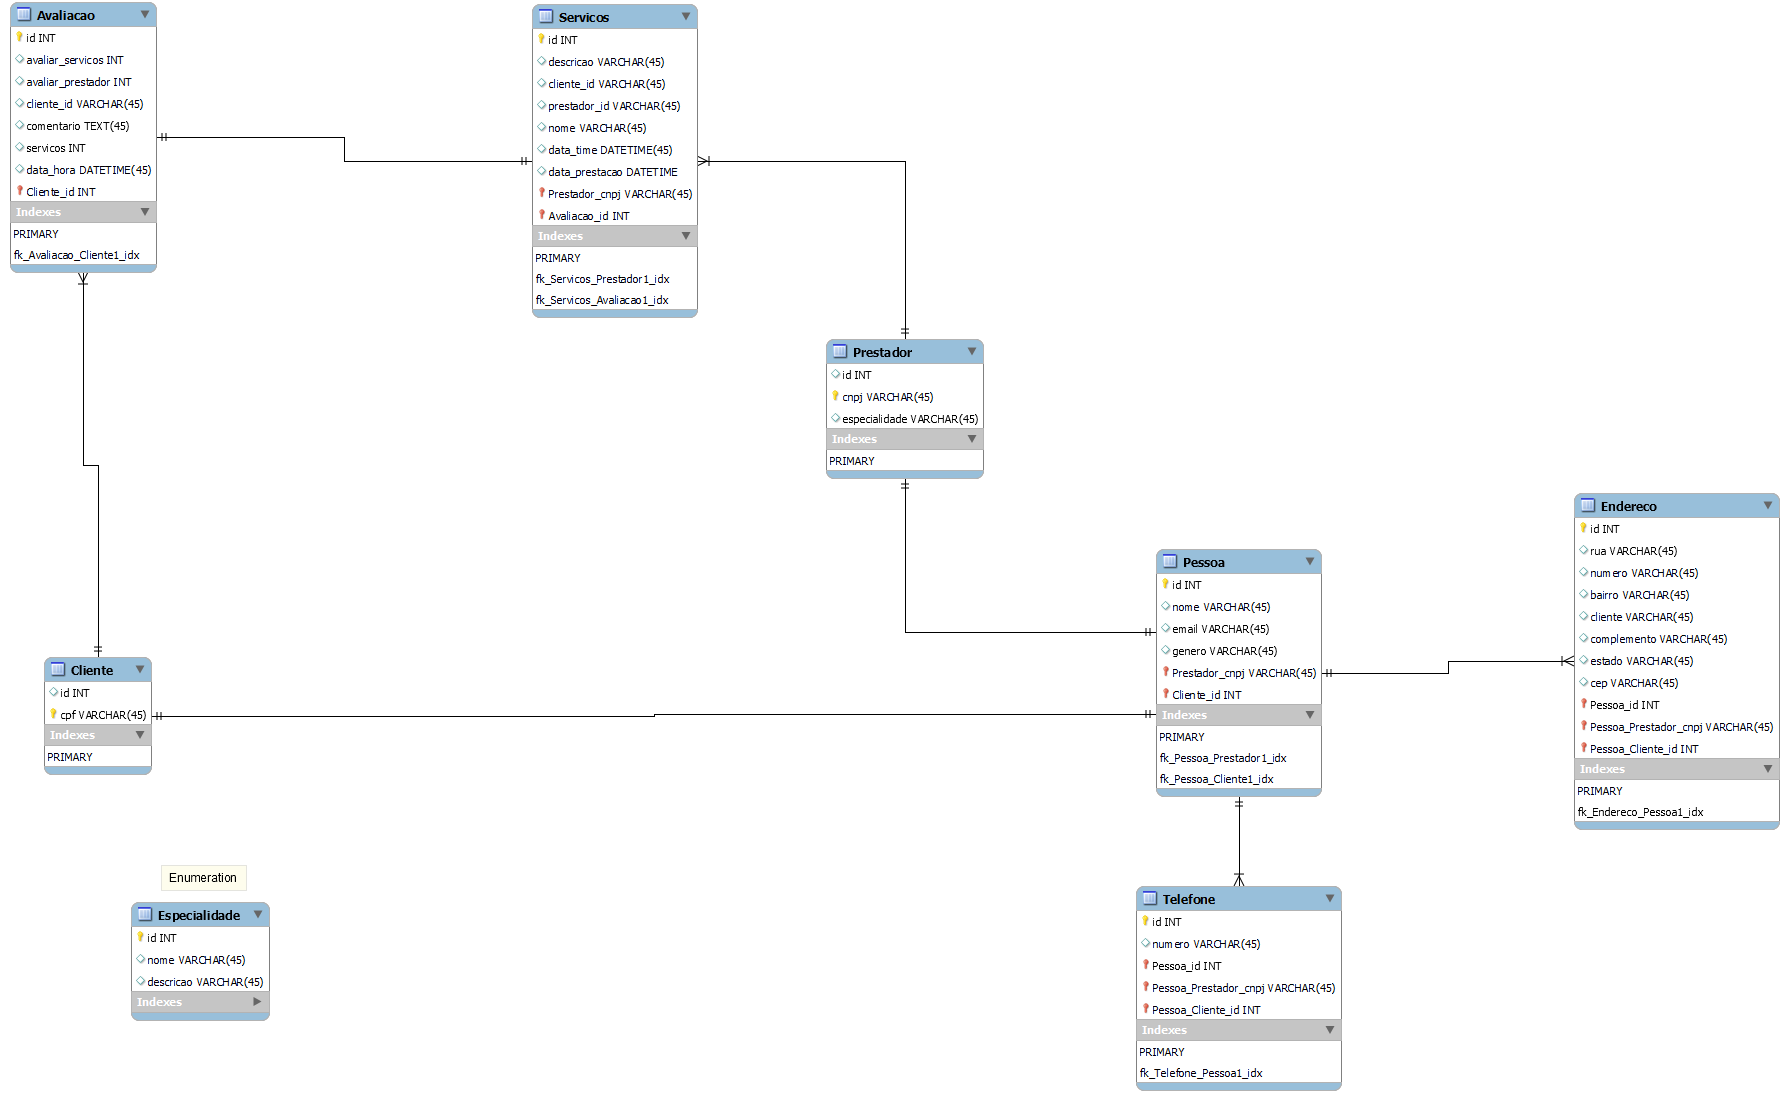 Avaliacao
id INT
avaliar_servicos INT
avaliar_prestador INT
cliente_id VARCHAR(45)
comentario TEXT(45)
servicos INT
data_hora DATETIME(45)
Cliente_id INT
Indexes
PRIMARY
fk_Avaliacao_Cliente1_idx
Servicos
id INT
descricao VARCHAR(45)
cliente_id VARCHAR(45)
prestador_id VARCHAR(45)
nome VARCHAR(45)
data_time DATETIME(45)
data_prestacao DATETIME
Prestador_cnpj VARCHAR(45)
Avaliacao_id INT
Indexes
PRIMARY
fk_Servicos_Prestador1_idx
fk_Servicos_Avaliacao1_idx
Prestador
id INT
cnpj VARCHAR(45)
especialidade VARCHAR(45)
Indexes
PRIMARY
Endereco
id INT
rua VARCHAR(45)
numero VARCHAR(45)
bairro VARCHAR(45)
cliente VARCHAR(45)
complemento VARCHAR(45)
estado VARCHAR(45)
cep VARCHAR(45)
Pessoa_id INT
Pessoa_Prestador_cnpj VARCHAR(45)
Pessoa_Cliente_id INT
Indexes
PRIMARY
fk_Endereco_Pessoa1_idx
Pessoa
id INT
nome VARCHAR(45)
email VARCHAR(45)
genero VARCHAR(45)
Prestador_cnpj VARCHAR(45)
Cliente_id INT
Indexes
PRIMARY
fk_Pessoa_Prestador1_idx
fk_Pessoa_Cliente1_idx
Cliente
id INT
cpf VARCHAR(45)
Indexes
PRIMARY
Enumeration
Especialidade
id INT
nome VARCHAR(45)
descricao VARCHAR(45)
Indexes
Telefone
id INT
numero VARCHAR(45)
Pessoa_id INT
Pessoa_Prestador_cnpj VARCHAR(45)
Pessoa_Cliente_id INT
Indexes
PRIMARY
fk_Telefone_Pessoa1_idx